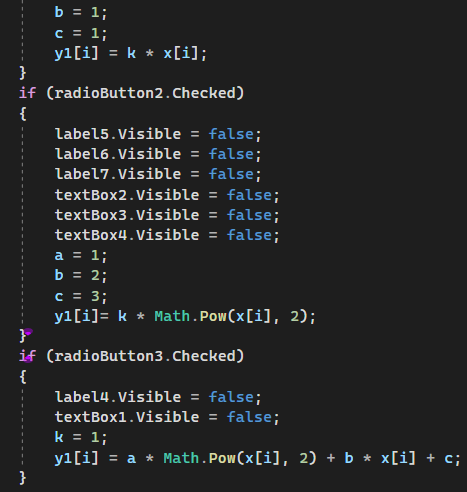 b = 1;
c = 1;
y1[i] = k * x[i];
}
if (radioButton2.Checked)
{
label5.Visible = false;
label6.Visible = false;
label7.Visible = false;
textBox2.Visible = false;
textBox3.Visible = false;
textBox4.Visible = false;
a = 1;
b = 2;
c = 3;
y1[i]= k * Math.Pow(x[i], 2);
}
if (radioButton3.Checked)
{
label4.Visible = false;
textBox1.Visible = false;
k = 1;
y1[i] = a * Math.Pow(x[i], 2) + b * x[i] + c;
}